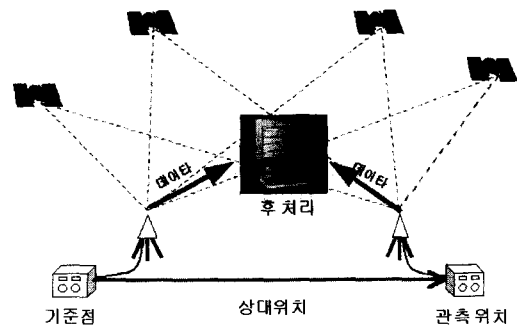 데이타
데이타
후 처리
상대위치
기준점
관측위치